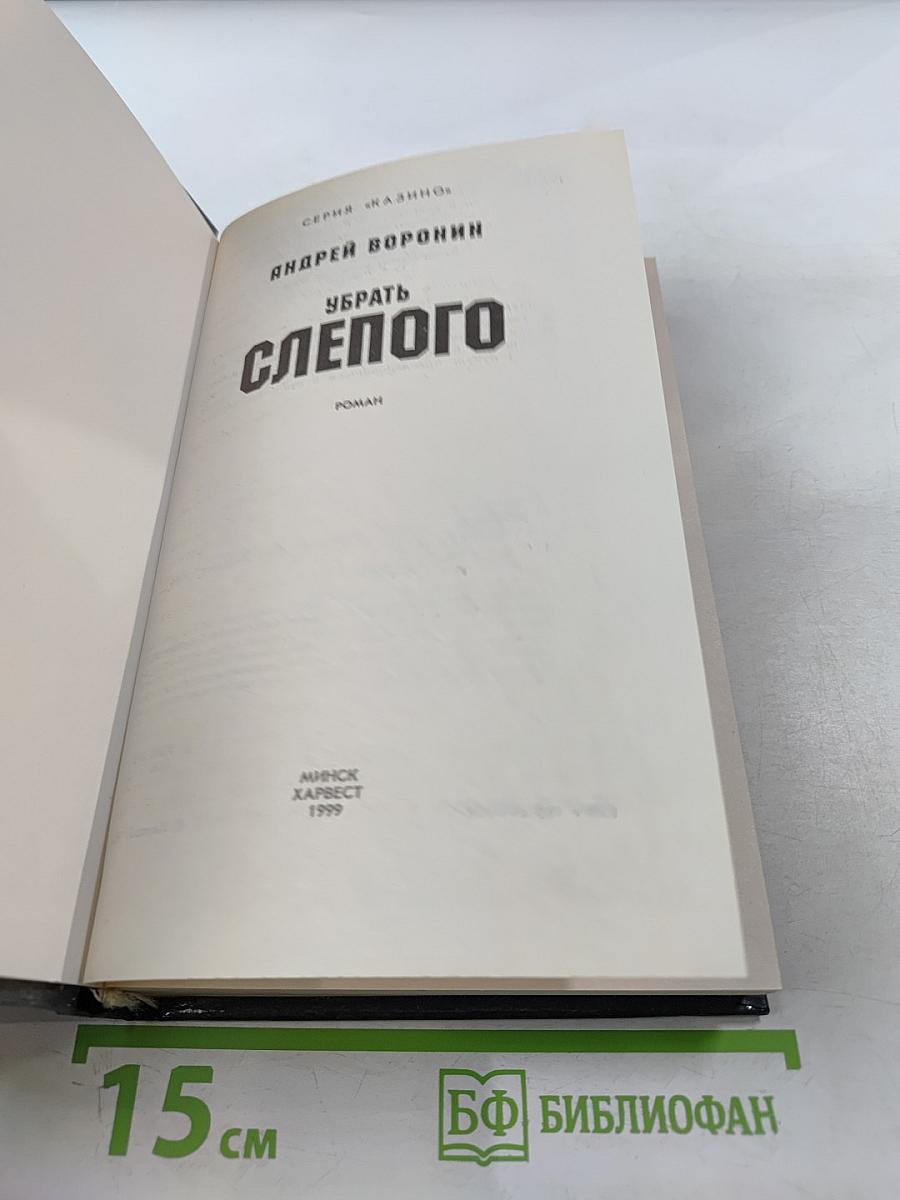 СЕРИЯ «КАЗИНО»
АНДРЕЙ ВОРОНИН
УБРАТЬ
СЛЕПОГО
РОМАН
МИНСК
ХАРВЕСТ
1999
15 СМ
БФ БИБЛИОФАН